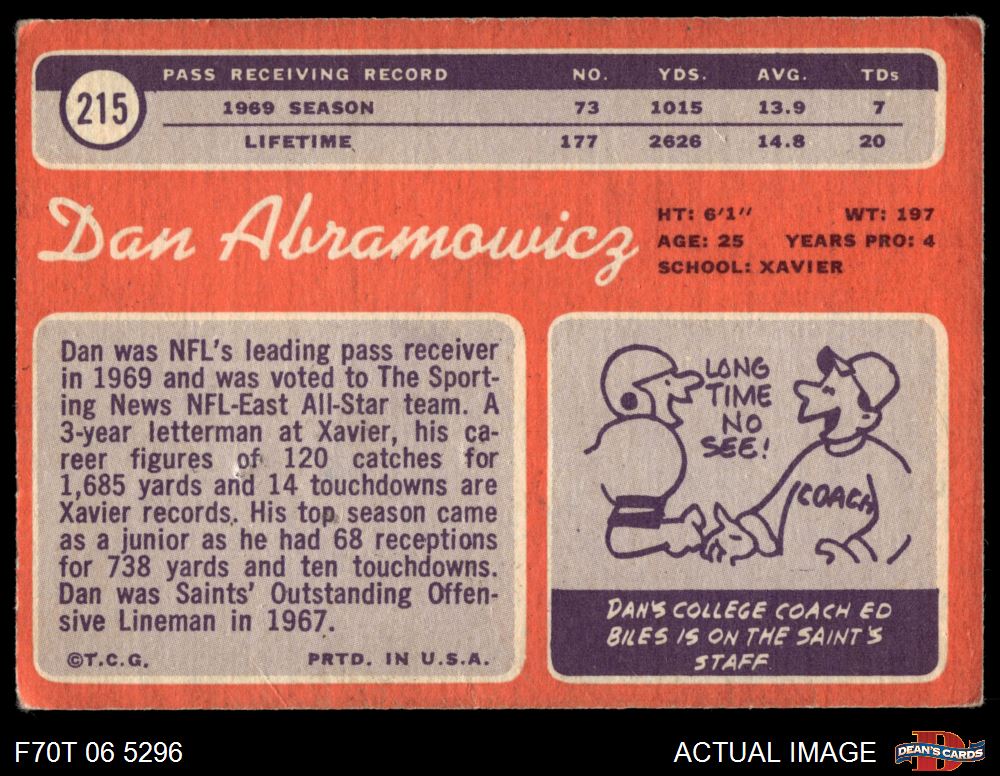 PASS RECEIVING RECORD NO. YDS. AVG. TDs
215
1969 SEASON 73 1015 13.9 7
LIFETIME 177 2626 14.8 20
Dan Abramowicz
HT: 6'1" WT: 197
AGE: 25 YEARS PRO: 4
SCHOOL: XAVIER
Dan was NFL's leading pass receiver
in 1969 and was voted to The Sport-
ing News NFL-East All-Star team. A
3-year letterman at Xavier, his ca-
reer figures of 120 catches for
1,685 yards and 14 touchdowns are
Xavier records. His top season came
as a junior as he had 68 receptions
for 738 yards and ten touchdowns.
Dan was Saints' Outstanding Offen-
sive Lineman in 1967.
©T.C.G. PRTD. IN U.S.A.
LONG
TIME
NO
SEE!
COACH
DAN'S COLLEGE COACH ED
BILES IS ON THE SAINT'S
STAFF
F70T 06 5296
ACTUAL IMAGE
DEAN'S CARDS